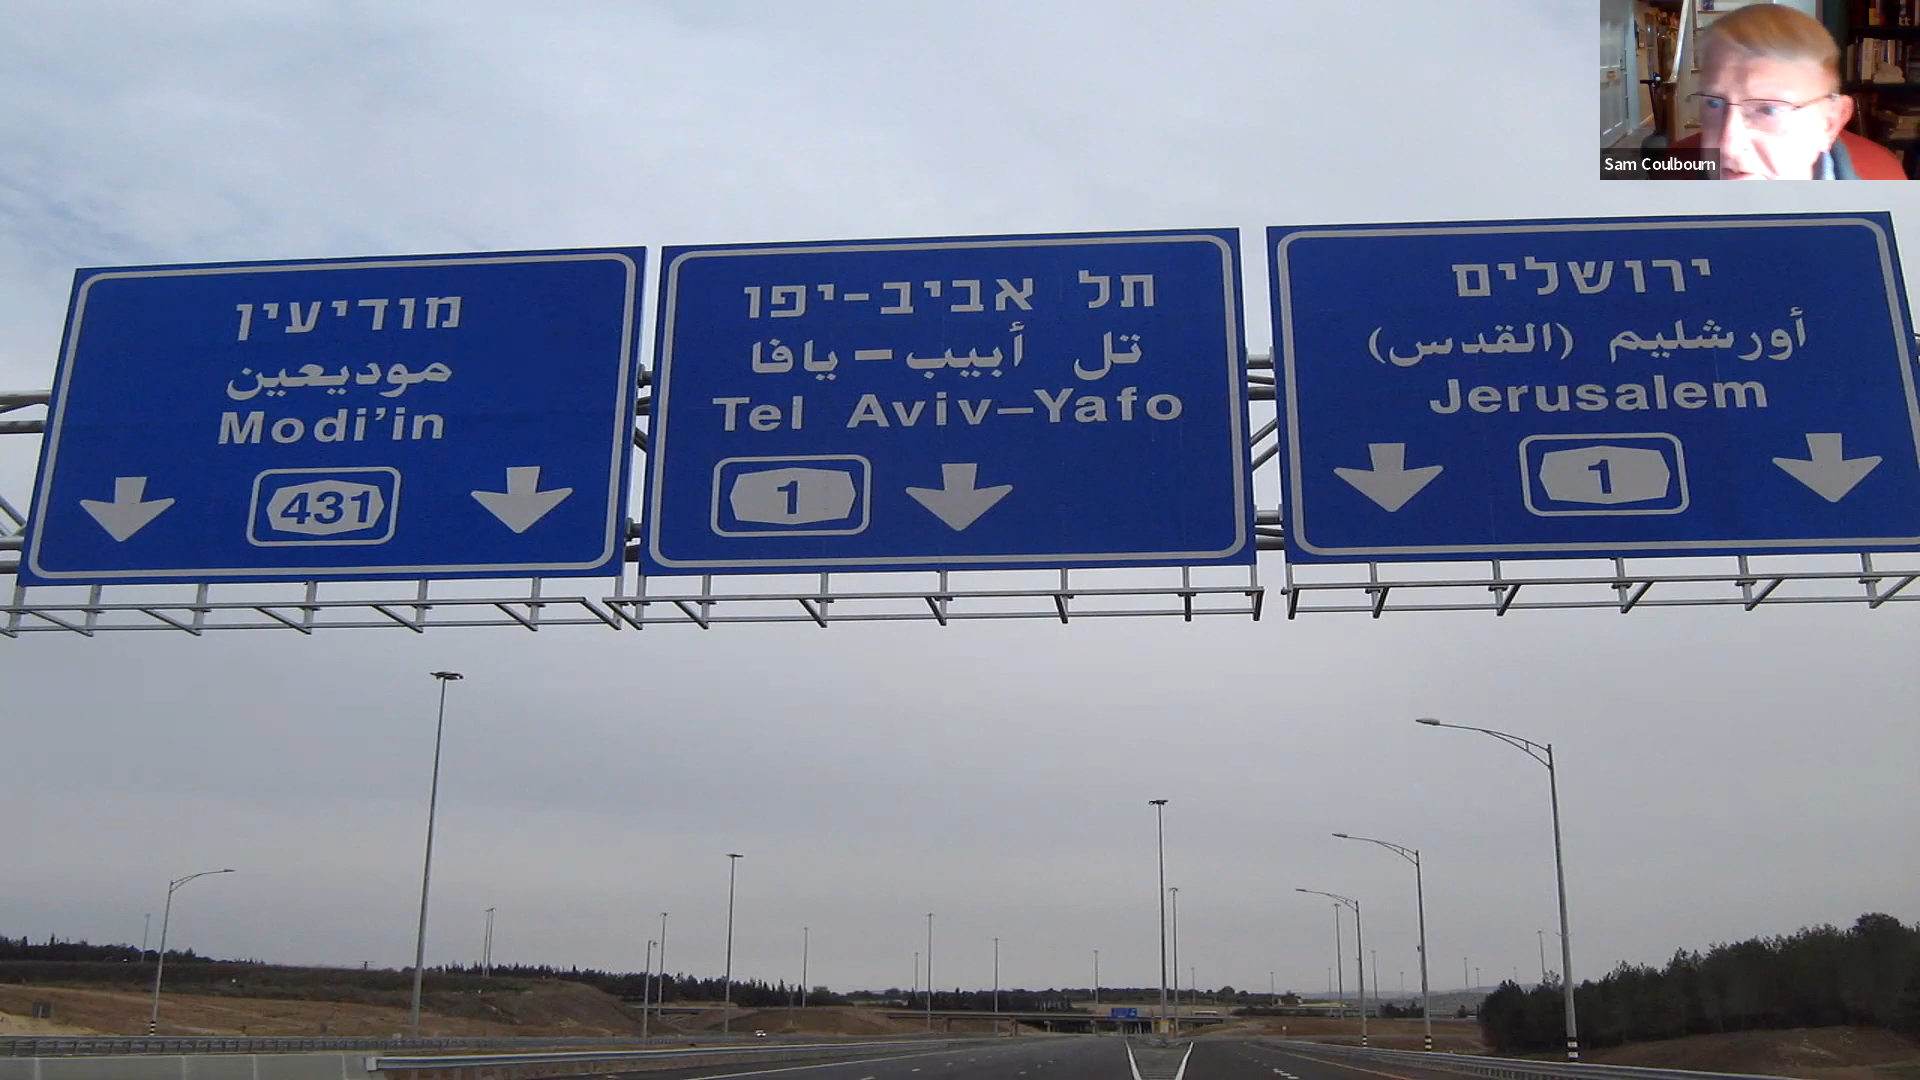 מודיעין
موديعين
Modi'in
431
תל אביב-יפו
تل أبيب - يافا
Tel Aviv–Yafo
1
ירושלים
أورشليم (القدس)
Jerusalem
1
Sam Coulbourn